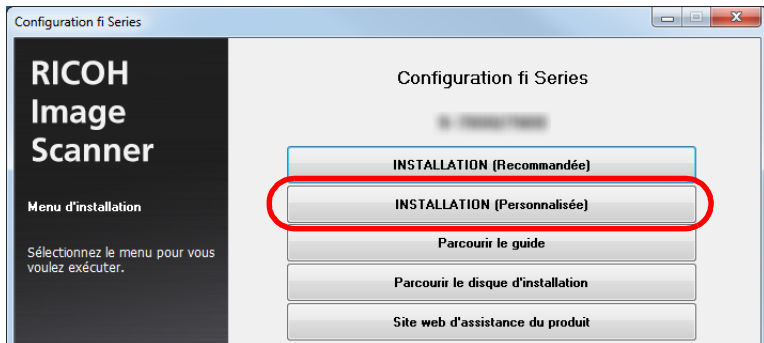 Configuration fi Series
RICOH
Image
Scanner
Menu d'installation
Sélectionnez le menu pour vous
voulez exécuter.
Configuration fi Series
INSTALLATION (Recommandée)
INSTALLATION (Personnalisée)
Parcourir le guide
Parcourir le disque d'installation
Site web d'assistance du produit